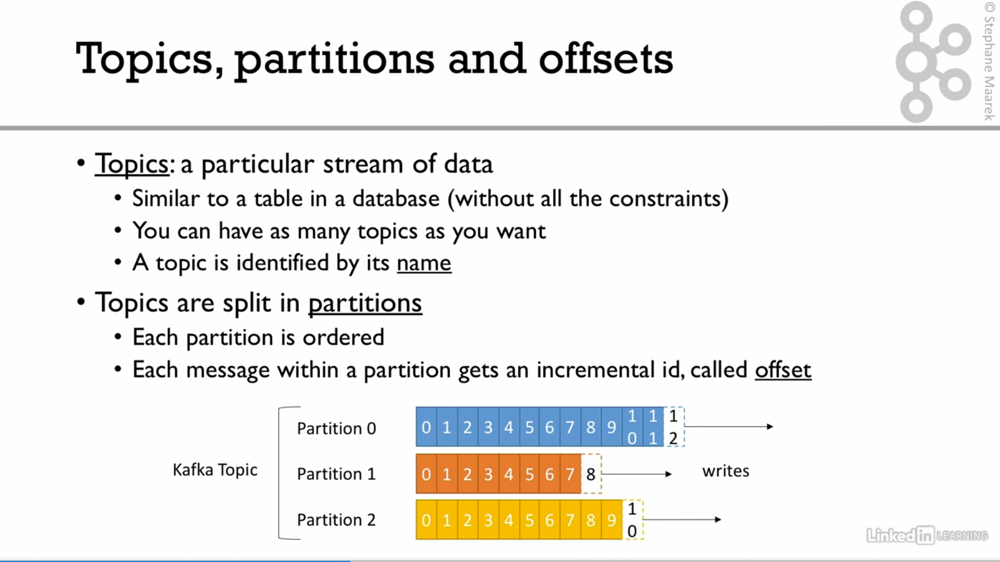 Topics, partitions and offsets
© Stephane Maarek
• Topics: a particular stream of data
• Similar to a table in a database (without all the constraints)
• You can have as many topics as you want
• A topic is identified by its name
• Topics are split in partitions
• Each partition is ordered
• Each message within a partition gets an incremental id, called offset
Kafka Topic
Partition 0
0 1 2 3 4 5 6 7 8 9 10 11 12
Partition 1
0 1 2 3 4 5 6 7 8
writes
Partition 2
0 1 2 3 4 5 6 7 8 9 10
LinkedIn LEARNING